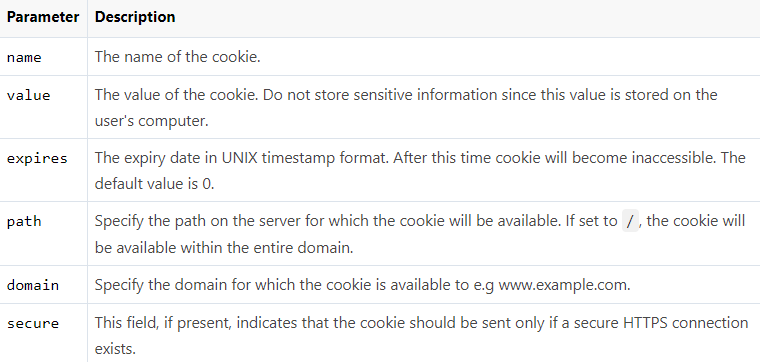 Parameter Description
name The name of the cookie.
value The value of the cookie. Do not store sensitive information since this value is stored on the
user's computer.
expires The expiry date in UNIX timestamp format. After this time cookie will become inaccessible. The
default value is 0.
path Specify the path on the server for which the cookie will be available. If set to /, the cookie will
be available within the entire domain.
domain Specify the domain for which the cookie is available to e.g www.example.com.
secure This field, if present, indicates that the cookie should be sent only if a secure HTTPS connection
exists.